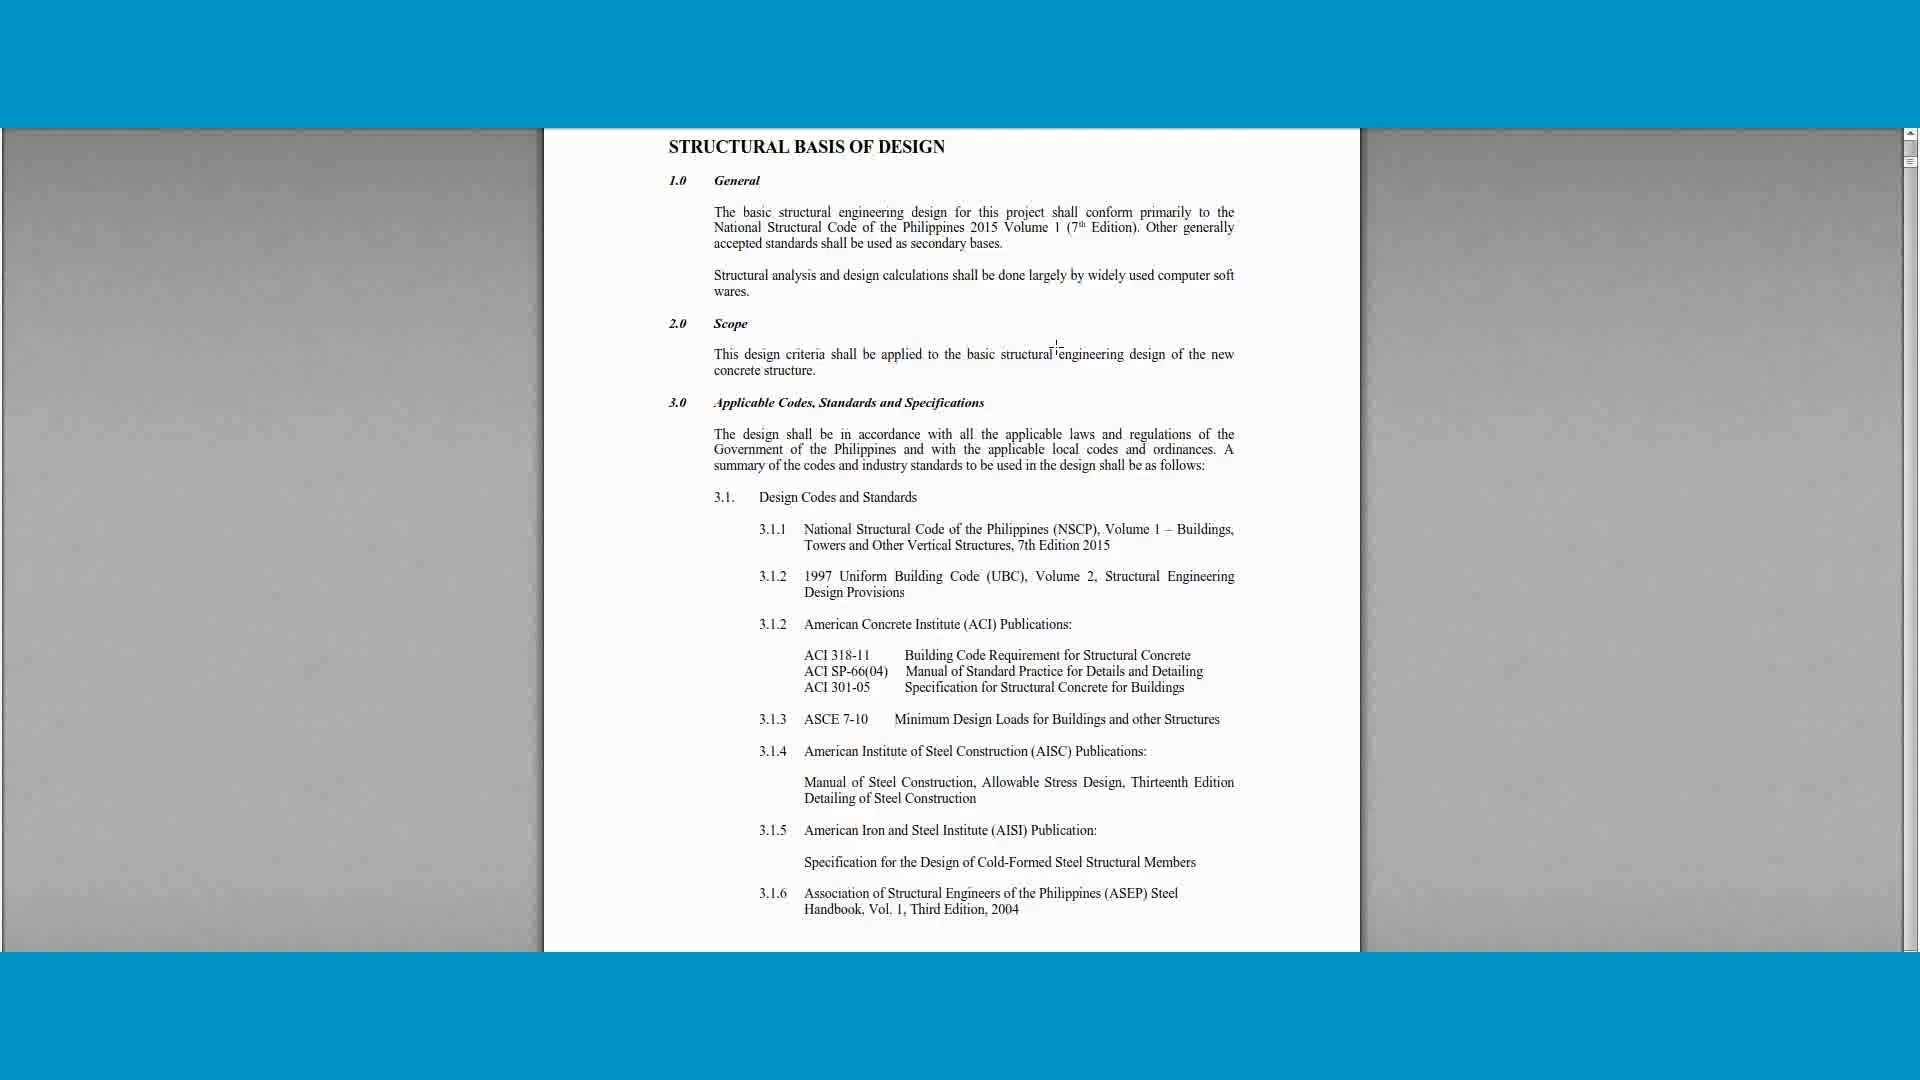 STRUCTURAL BASIS OF DESIGN
1.0 General
The basic structural engineering design for this project shall conform primarily to the
National Structural Code of the Philippines 2015 Volume 1 (7th Edition). Other generally
accepted standards shall be used as secondary bases.
Structural analysis and design calculations shall be done largely by widely used computer soft
wares.
2.0 Scope
This design criteria shall be applied to the basic structural engineering design of the new
concrete structure.
3.0 Applicable Codes, Standards and Specifications
The design shall be in accordance with all the applicable laws and regulations of the
Government of the Philippines and with the applicable local codes and ordinances. A
summary of the codes and industry standards to be used in the design shall be as follows:
3.1. Design Codes and Standards
3.1.1 National Structural Code of the Philippines (NSCP), Volume 1 – Buildings,
Towers and Other Vertical Structures, 7th Edition 2015
3.1.2 1997 Uniform Building Code (UBC), Volume 2, Structural Engineering
Design Provisions
3.1.2 American Concrete Institute (ACI) Publications:
ACI 318-11 Building Code Requirement for Structural Concrete
ACI SP-66(04) Manual of Standard Practice for Details and Detailing
ACI 301-05 Specification for Structural Concrete for Buildings
3.1.3 ASCE 7-10 Minimum Design Loads for Buildings and other Structures
3.1.4 American Institute of Steel Construction (AISC) Publications:
Manual of Steel Construction, Allowable Stress Design, Thirteenth Edition
Detailing of Steel Construction
3.1.5 American Iron and Steel Institute (AISI) Publication:
Specification for the Design of Cold-Formed Steel Structural Members
3.1.6 Association of Structural Engineers of the Philippines (ASEP) Steel
Handbook, Vol. 1, Third Edition, 2004